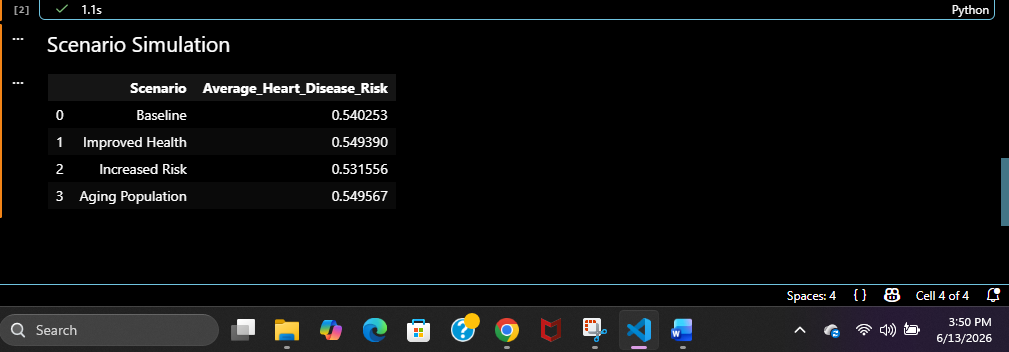 [2] 1.1s Python
Scenario Simulation
Scenario Average_Heart_Disease_Risk
0 Baseline 0.540253
1 Improved Health 0.549390
2 Increased Risk 0.531556
3 Aging Population 0.549567
Spaces: 4 { } Cell 4 of 4
Search 3:50 PM
6/13/2026